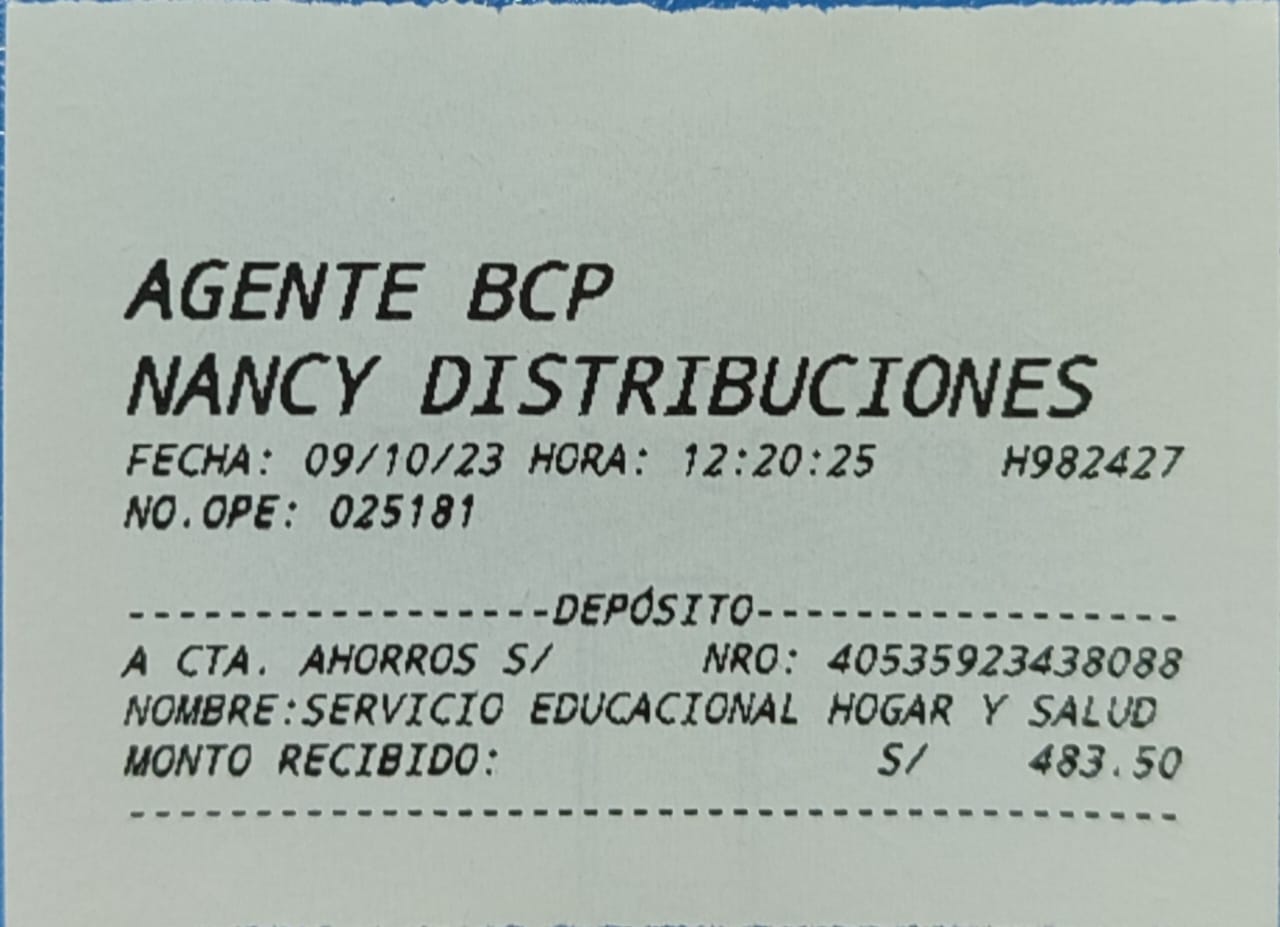 AGENTE BCP
NANCY DISTRIBUCIONES
FECHA: 09/10/23 HORA: 12:20:25 H982427
NO.OPE: 025181
-----------------DEPÓSITO-----------------
A CTA. AHORROS S/ NRO: 40535923438088
NOMBRE:SERVICIO EDUCACIONAL HOGAR Y SALUD
MONTO RECIBIDO: S/ 483.50
------------------------------------------